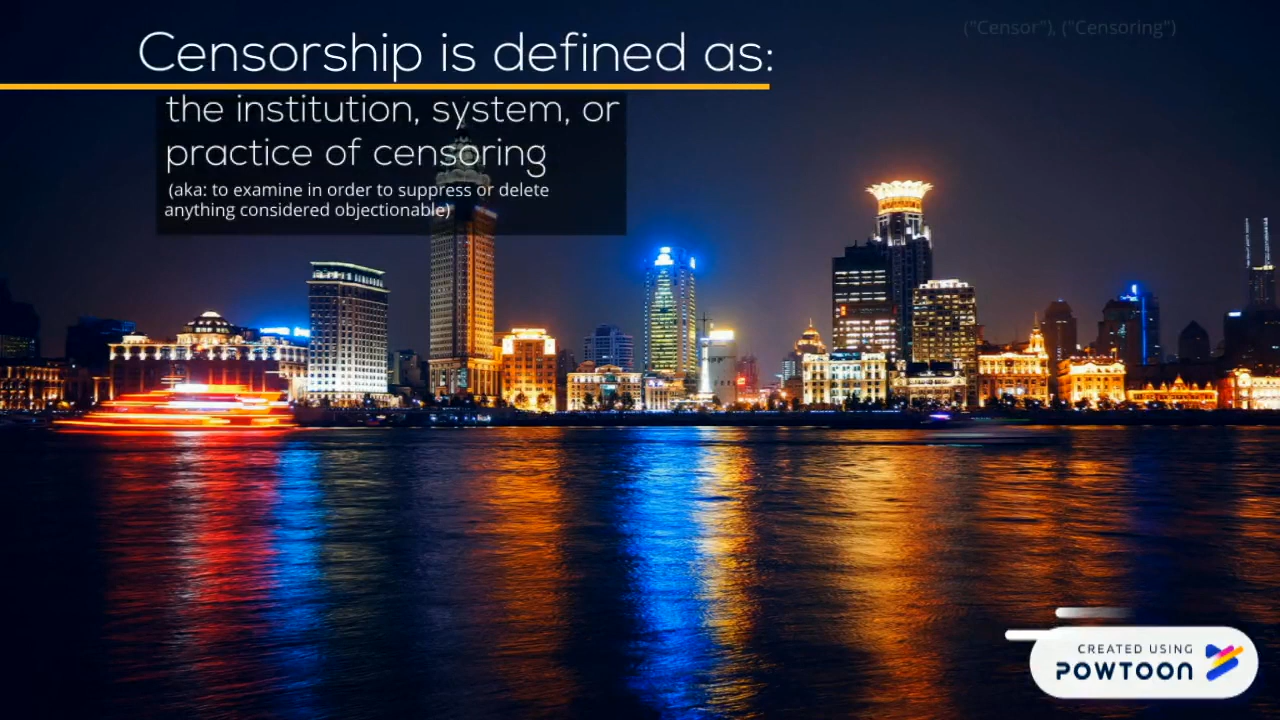 ("Censor"), ("Censoring")
Censorship is defined as:
the institution, system, or
practice of censoring
(aka: to examine in order to suppress or delete
anything considered objectionable)
CREATED USING
POWTOON